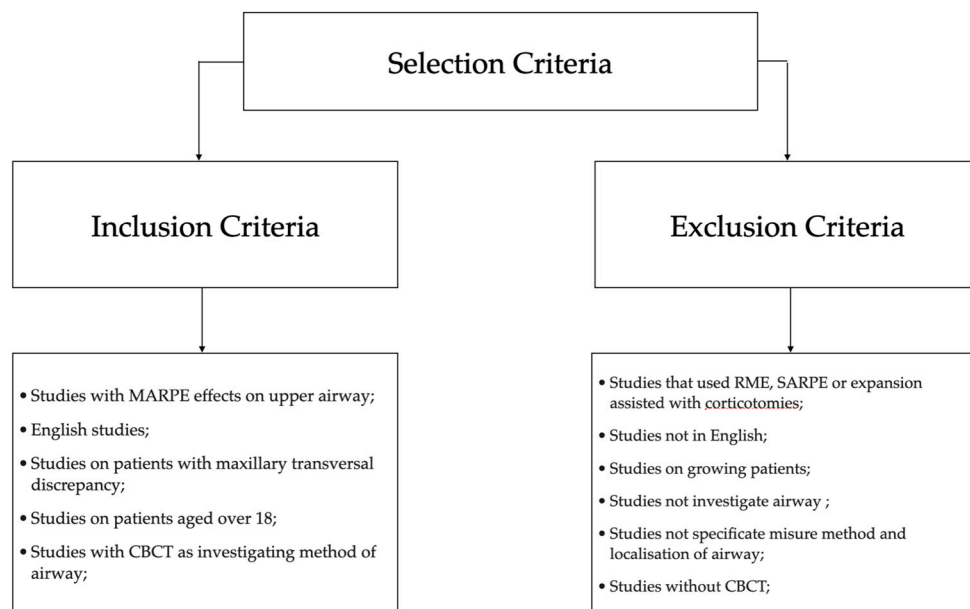 Selection Criteria
Inclusion Criteria
Exclusion Criteria
• Studies with MARPE effects on upper airway;
• English studies;
• Studies on patients with maxillary transversal
discrepancy;
• Studies on patients aged over 18;
• Studies with CBCT as investigating method of
airway;
• Studies that used RME, SARPE or expansion
assisted with corticotomies;
• Studies not in English;
• Studies on growing patients;
• Studies not investigate airway ;
• Studies not specificate misure method and
localisation of airway;
• Studies without CBCT;